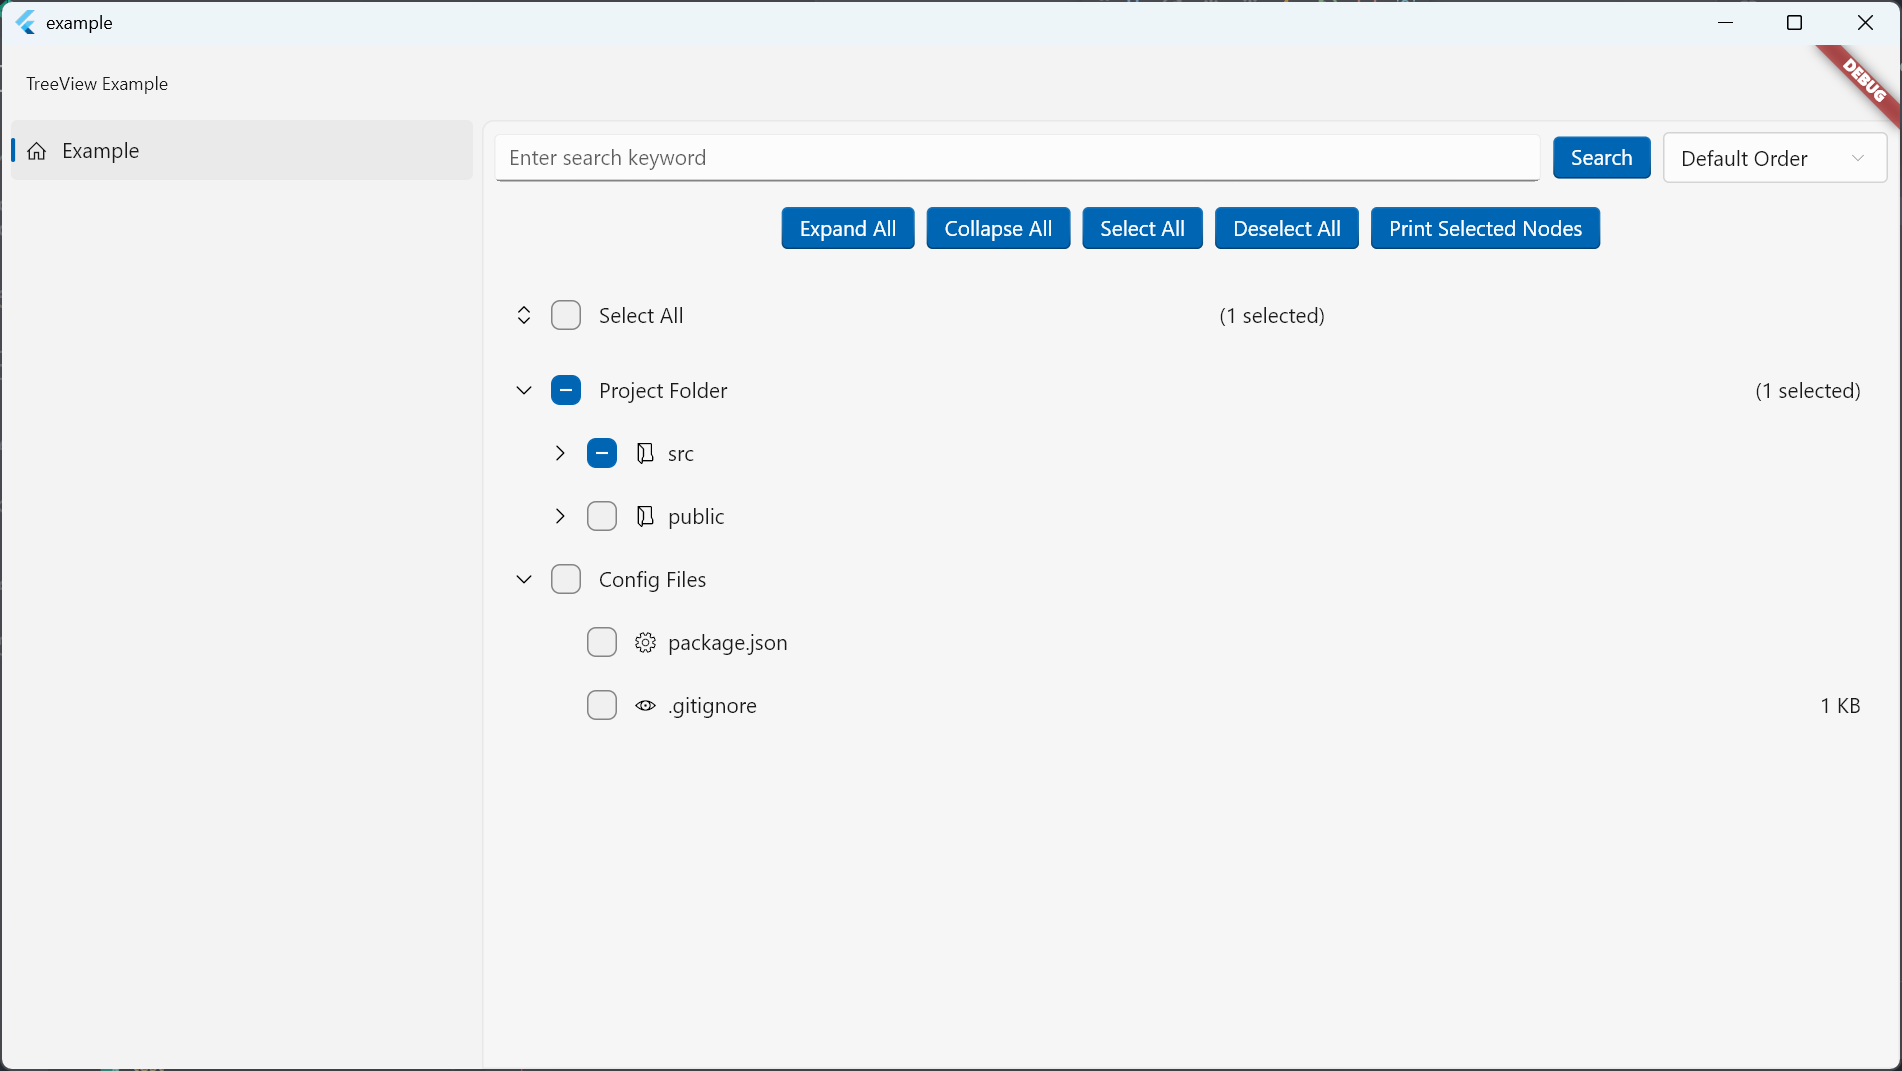 example
TreeView Example
DEBUG
Example
Enter search keyword
Search
Default Order
Expand All
Collapse All
Select All
Deselect All
Print Selected Nodes
Select All
(1 selected)
Project Folder
(1 selected)
src
public
Config Files
package.json
.gitignore
1 KB